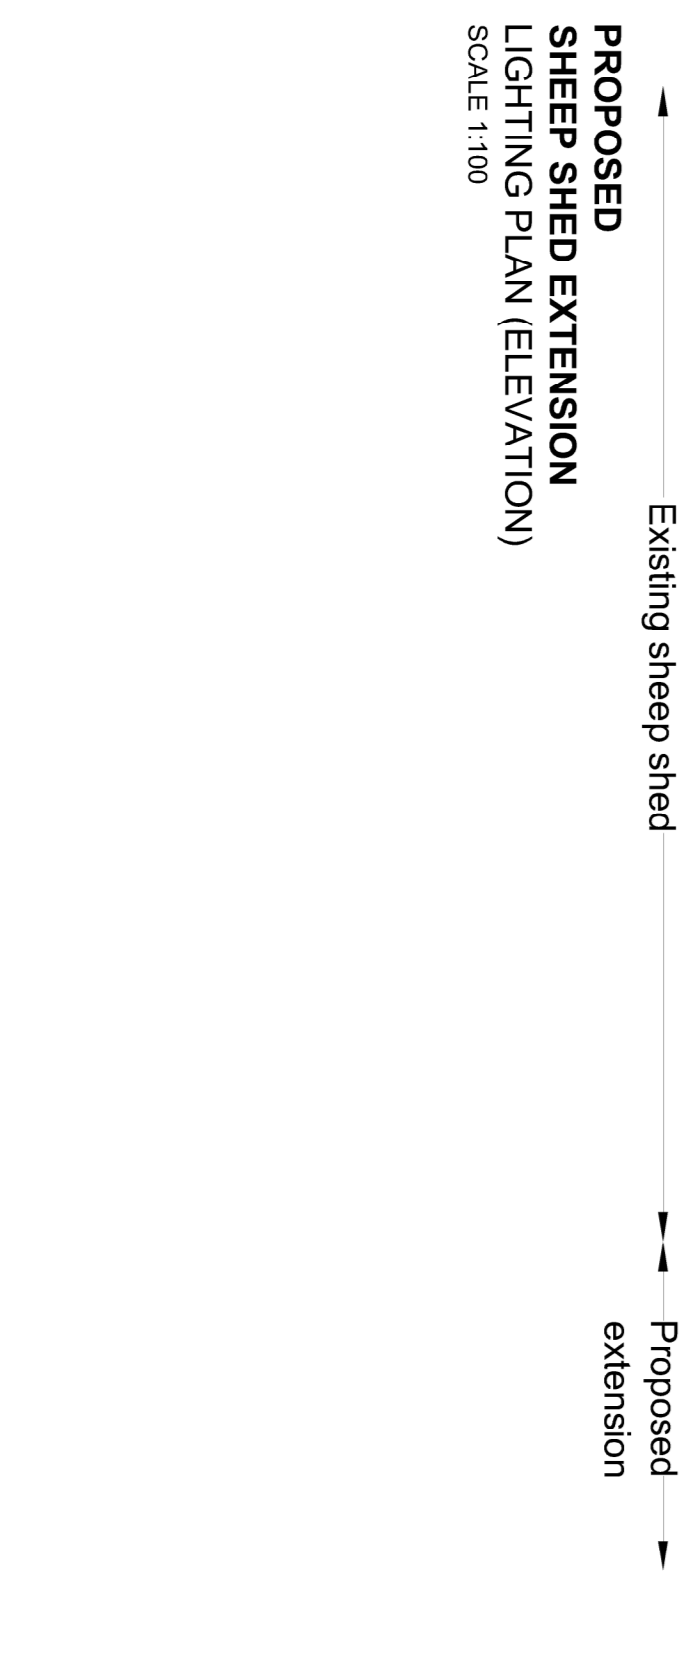 Existing sheep shed
Proposed
extension
PROPOSED
SHEEP SHED EXTENSION
LIGHTING PLAN (ELEVATION)
SCALE 1:100